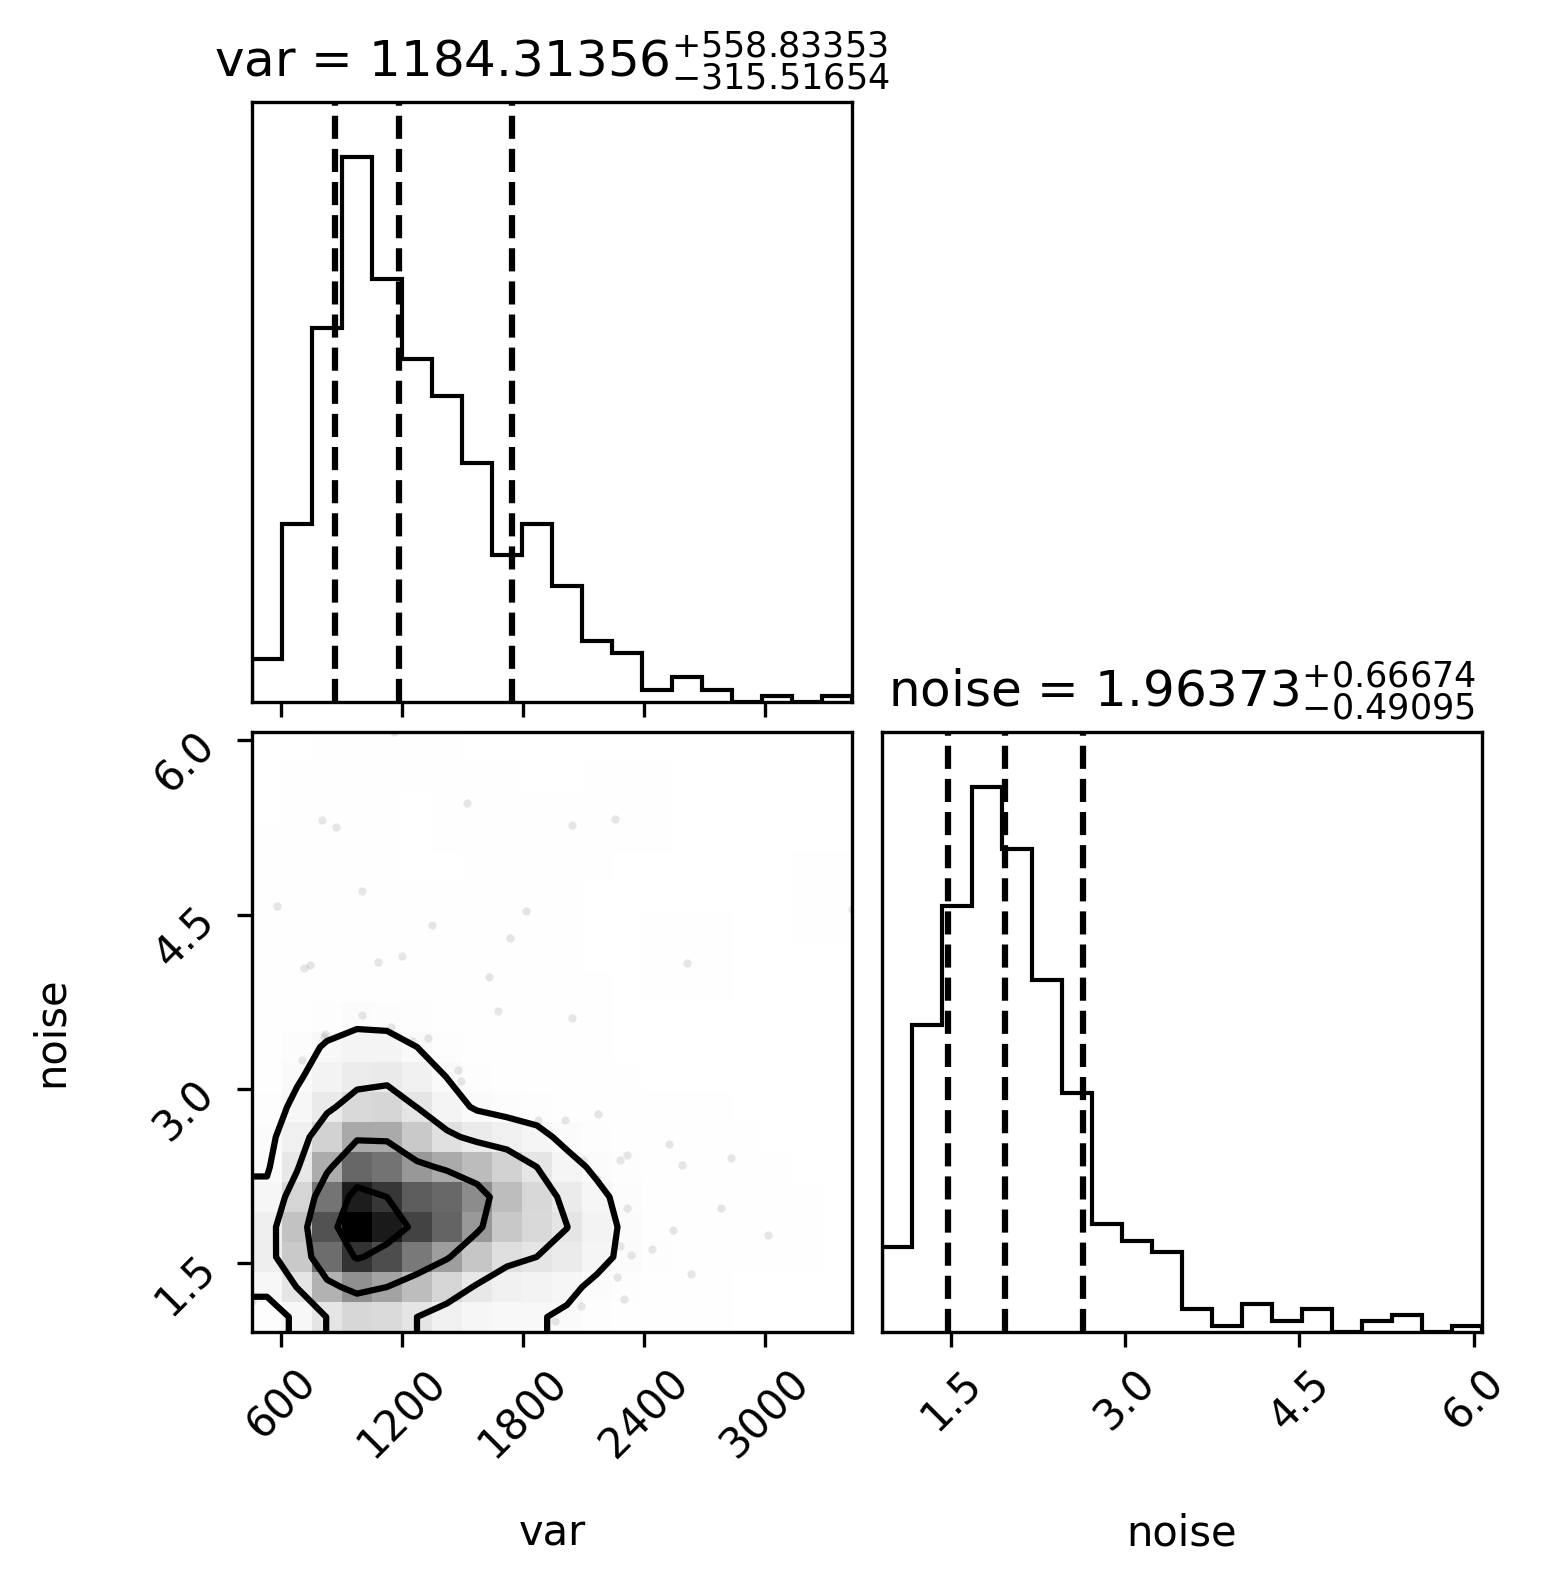 var = 1184.31356 +558.83353 −315.51654
noise = 1.96373 +0.66674 −0.49095
noise
6.0
4.5
3.0
1.5
600 1200 1800 2400 3000
1.5 3.0 4.5 6.0
var
noise